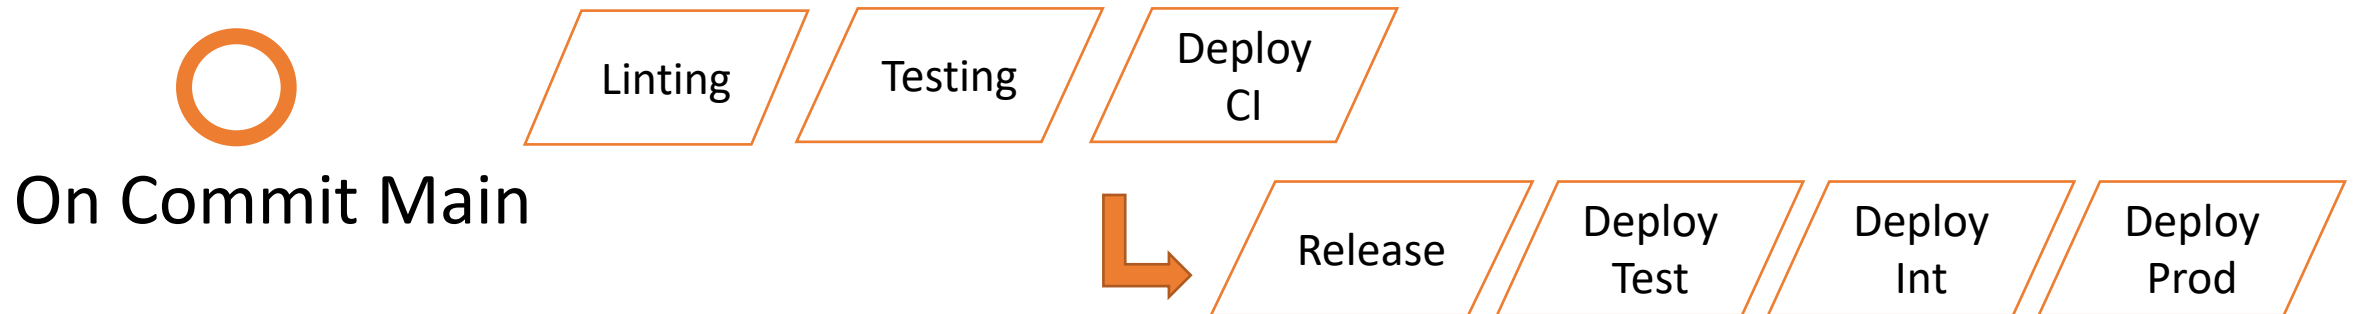 Linting
Testing
Deploy
CI
On Commit Main
Release
Deploy
Test
Deploy
Int
Deploy
Prod